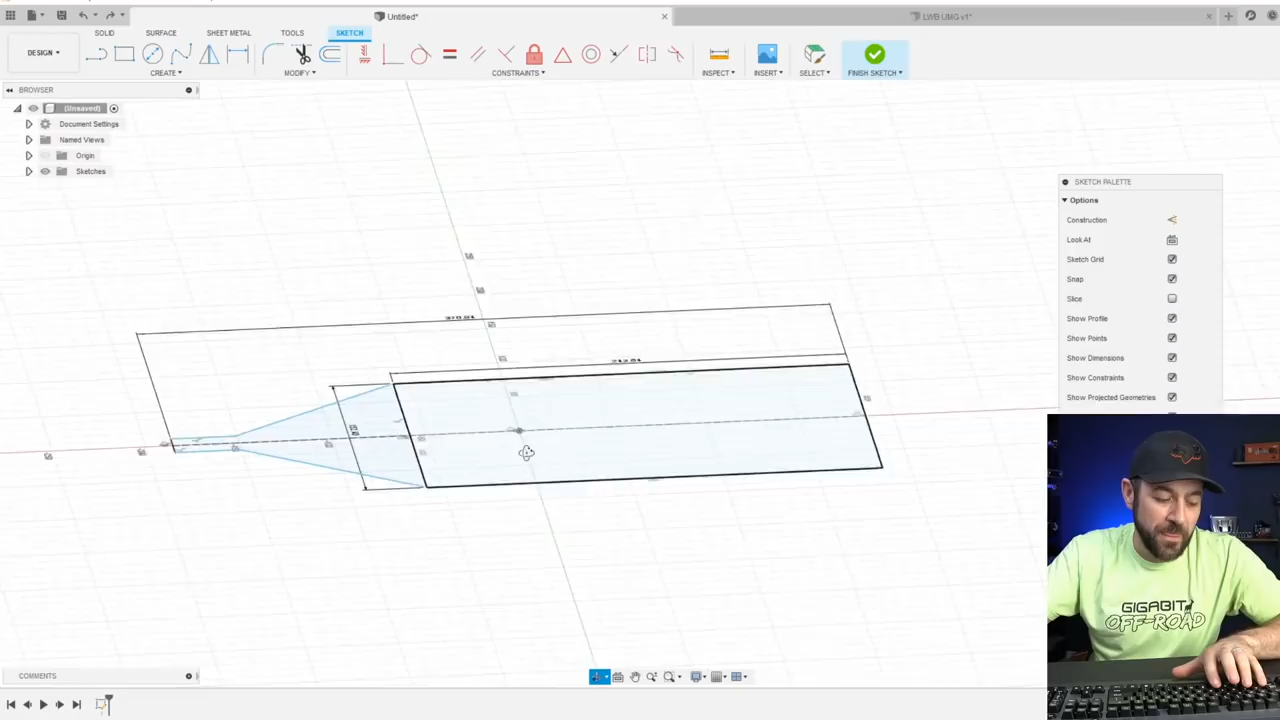 Untitled*
LWB UMG v1*
DESIGN
SOLID
SURFACE
SHEET METAL
TOOLS
SKETCH
CREATE
MODIFY
CONSTRAINTS
INSPECT
INSERT
SELECT
FINISH SKETCH
BROWSER
(Unsaved)
Document Settings
Named Views
Origin
Sketches
SKETCH PALETTE
Options
Construction
Look At
Sketch Grid
Snap
Slice
Show Profile
Show Points
Show Dimensions
Show Constraints
Show Projected Geometries
GIGABIT
OFF-ROAD
COMMENTS